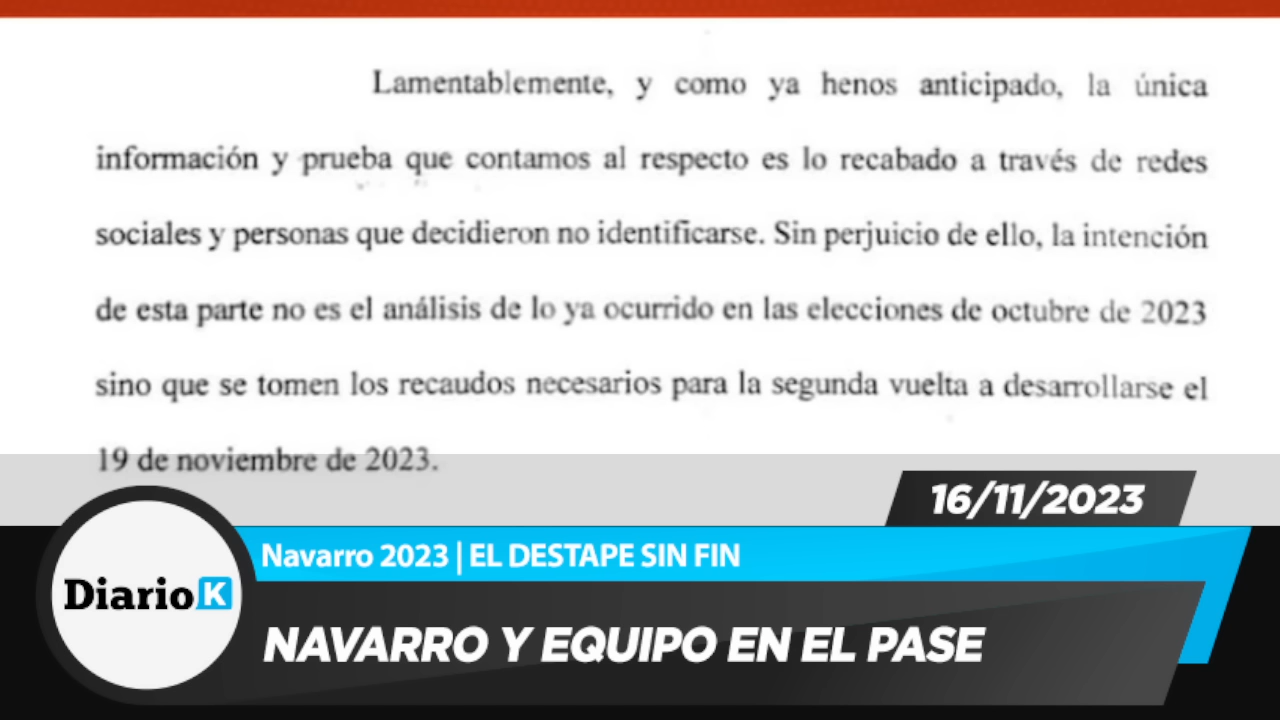 Lamentablemente, y como ya henos anticipado, la única
información y prueba que contamos al respecto es lo recabado a través de redes
sociales y personas que decidieron no identificarse. Sin perjuicio de ello, la intención
de esta parte no es el análisis de lo ya ocurrido en las elecciones de octubre de 2023
sino que se tomen los recaudos necesarios para la segunda vuelta a desarrollarse el
19 de noviembre de 2023.
16/11/2023
Navarro 2023 | EL DESTAPE SIN FIN
DiarioK
NAVARRO Y EQUIPO EN EL PASE